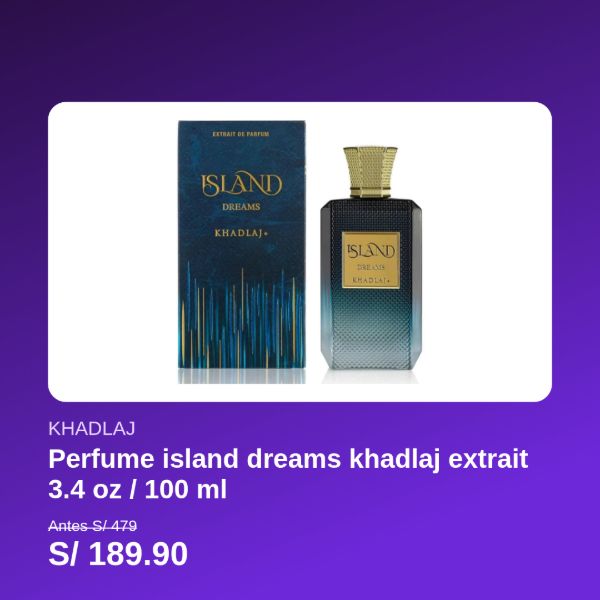 EXTRAIT DE PARFUM
ISLAND
DREAMS
KHADLAJ+
ISLAND
DREAMS
KHADLAJ+
KHADLAJ
Perfume island dreams khadlaj extrait
3.4 oz / 100 ml
Antes S/ 479
S/ 189.90